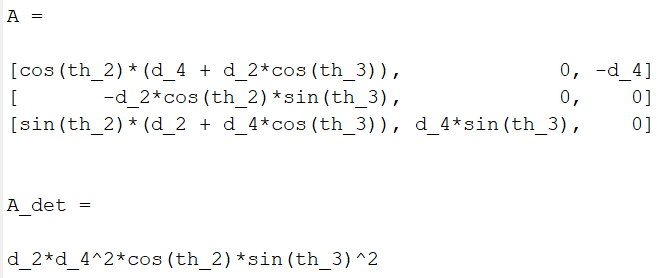 A =
[cos(th_2)*(d_4 + d_2*cos(th_3)), 0, -d_4]
[ -d_2*cos(th_2)*sin(th_3), 0, 0]
[sin(th_2)*(d_2 + d_4*cos(th_3)), d_4*sin(th_3), 0]
A_det =
d_2*d_4^2*cos(th_2)*sin(th_3)^2